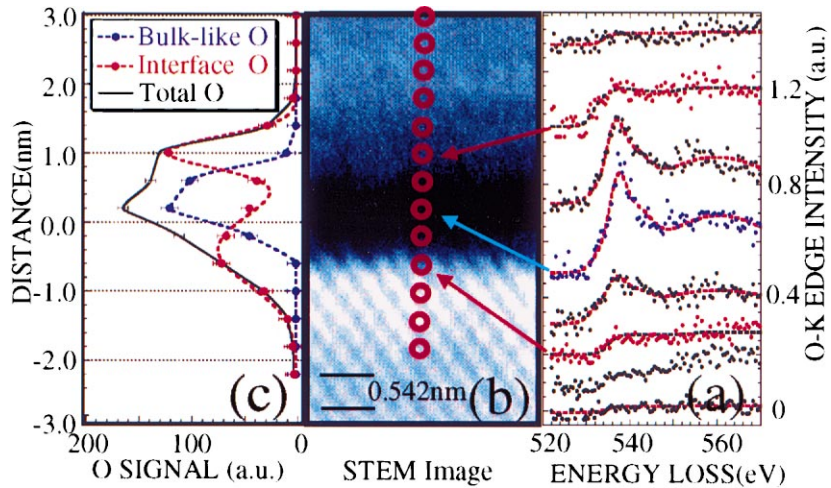 3.0
2.0
1.0
0.0
-1.0
-2.0
-3.0
DISTANCE(nm)
Bulk-like O
Interface O
Total O
(c)
200
100
0
O SIGNAL (a.u.)
0.542nm
(b)
STEM Image
(a)
520
540
560
ENERGY LOSS(eV)
1.2
0.8
0.4
0
O-K EDGE INTENSITY (a.u.)